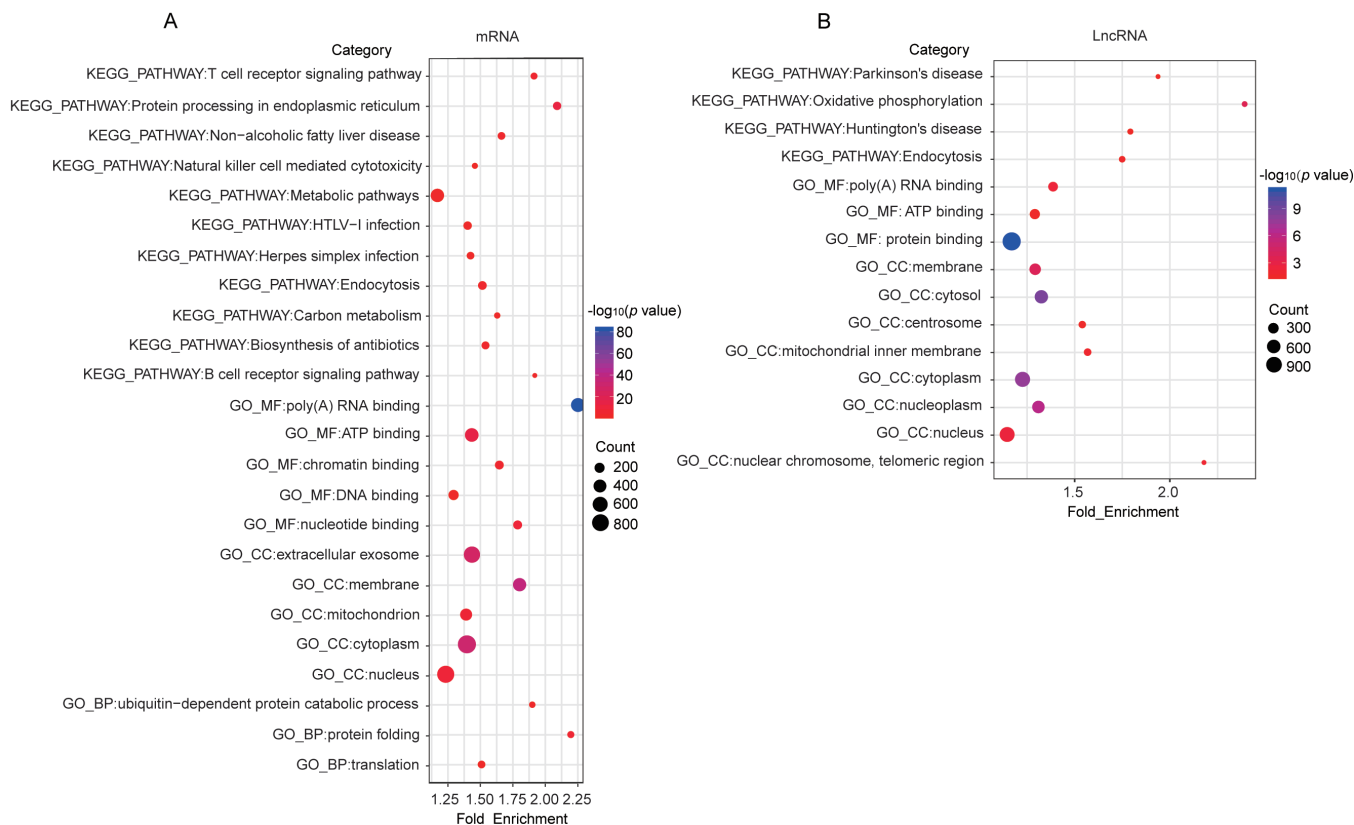 A
mRNA
Category
KEGG_PATHWAY:T cell receptor signaling pathway
KEGG_PATHWAY:Protein processing in endoplasmic reticulum
KEGG_PATHWAY:Non−alcoholic fatty liver disease
KEGG_PATHWAY:Natural killer cell mediated cytotoxicity
KEGG_PATHWAY:Metabolic pathways
KEGG_PATHWAY:HTLV−I infection
KEGG_PATHWAY:Herpes simplex infection
KEGG_PATHWAY:Endocytosis
KEGG_PATHWAY:Carbon metabolism
KEGG_PATHWAY:Biosynthesis of antibiotics
KEGG_PATHWAY:B cell receptor signaling pathway
GO_MF:poly(A) RNA binding
GO_MF:ATP binding
GO_MF:chromatin binding
GO_MF:DNA binding
GO_MF:nucleotide binding
GO_CC:extracellular exosome
GO_CC:membrane
GO_CC:mitochondrion
GO_CC:cytoplasm
GO_CC:nucleus
GO_BP:ubiquitin−dependent protein catabolic process
GO_BP:protein folding
GO_BP:translation
1.25 1.50 1.75 2.00 2.25
Fold_Enrichment
-log10(p value)
80
60
40
20
Count
200
400
600
800
B
LncRNA
Category
KEGG_PATHWAY:Parkinson's disease
KEGG_PATHWAY:Oxidative phosphorylation
KEGG_PATHWAY:Huntington's disease
KEGG_PATHWAY:Endocytosis
GO_MF:poly(A) RNA binding
GO_MF: ATP binding
GO_MF: protein binding
GO_CC:membrane
GO_CC:cytosol
GO_CC:centrosome
GO_CC:mitochondrial inner membrane
GO_CC:cytoplasm
GO_CC:nucleoplasm
GO_CC:nucleus
GO_CC:nuclear chromosome, telomeric region
1.5 2.0
Fold_Enrichment
-log10(p value)
9
6
3
Count
300
600
900